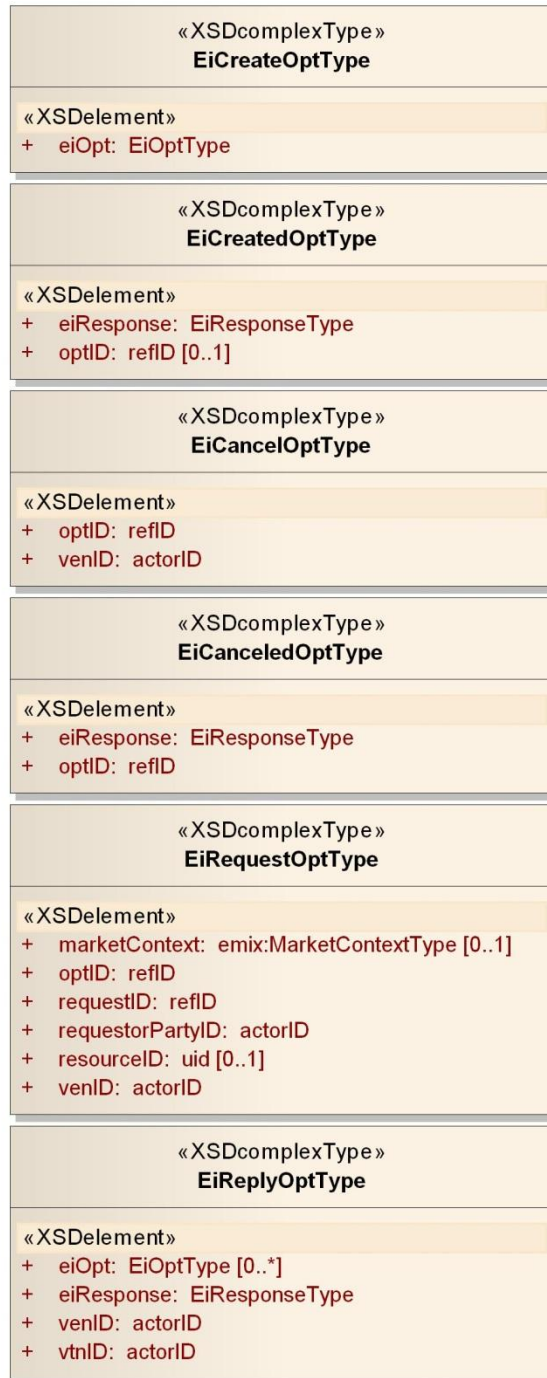 «XSDcomplexType»
EiCreateOptType
«XSDelement»
+ eiOpt: EiOptType
«XSDcomplexType»
EiCreatedOptType
«XSDelement»
+ eiResponse: EiResponseType
+ optID: refID [0..1]
«XSDcomplexType»
EiCancelOptType
«XSDelement»
+ optID: refID
+ venID: actorID
«XSDcomplexType»
EiCanceledOptType
«XSDelement»
+ eiResponse: EiResponseType
+ optID: refID
«XSDcomplexType»
EiRequestOptType
«XSDelement»
+ marketContext: emix:MarketContextType [0..1]
+ optID: refID
+ requestID: refID
+ requestorPartyID: actorID
+ resourceID: uid [0..1]
+ venID: actorID
«XSDcomplexType»
EiReplyOptType
«XSDelement»
+ eiOpt: EiOptType [0..*]
+ eiResponse: EiResponseType
+ venID: actorID
+ vtnID: actorID